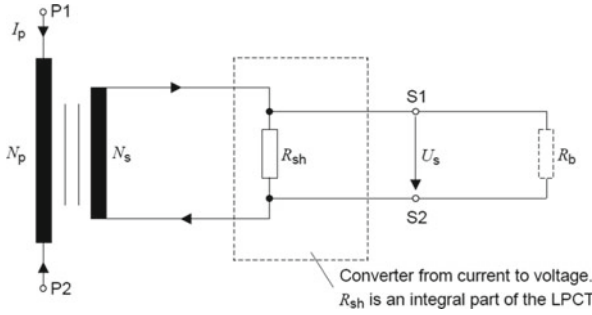 P1
Ip
S1
Np
Ns
Rsh
Us
Rb
S2
P2
Converter from current to voltage.
Rsh is an integral part of the LPCT